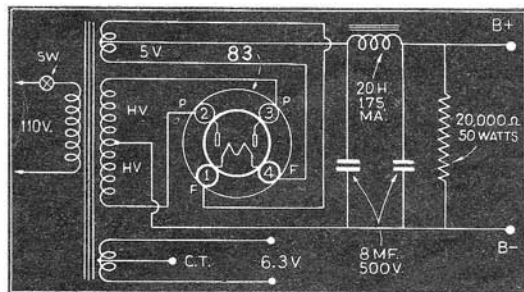 SW
5V
83
B+
110V.
HV
HV
P
2
3
P
20 H.
175
MA.
20,000Ω
50 WATTS
F
1
4
F
C.T.
6.3V
8 MF.
500V.
B-